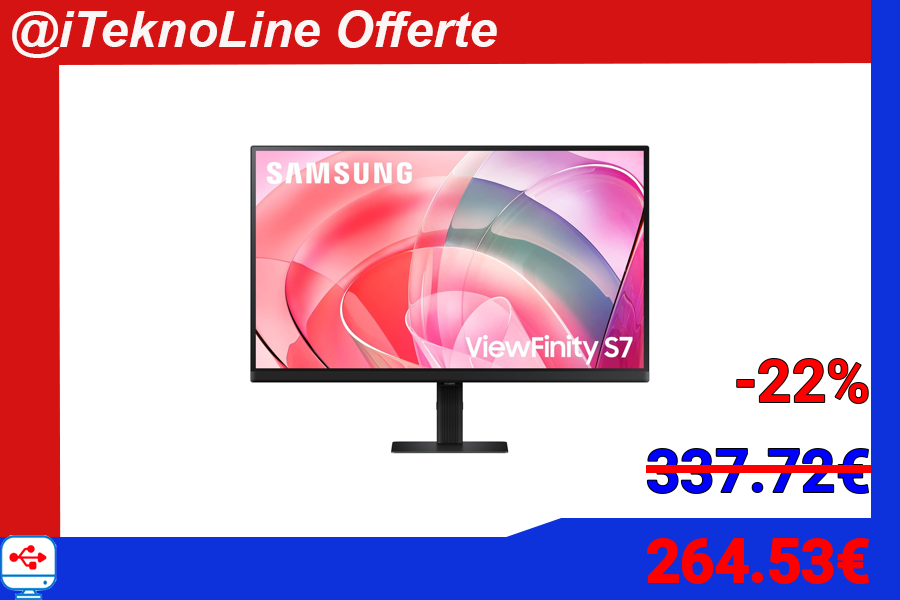 @iTeknoLine Offerte
SAMSUNG
ViewFinity S7
-22%
337.72€
264.53€